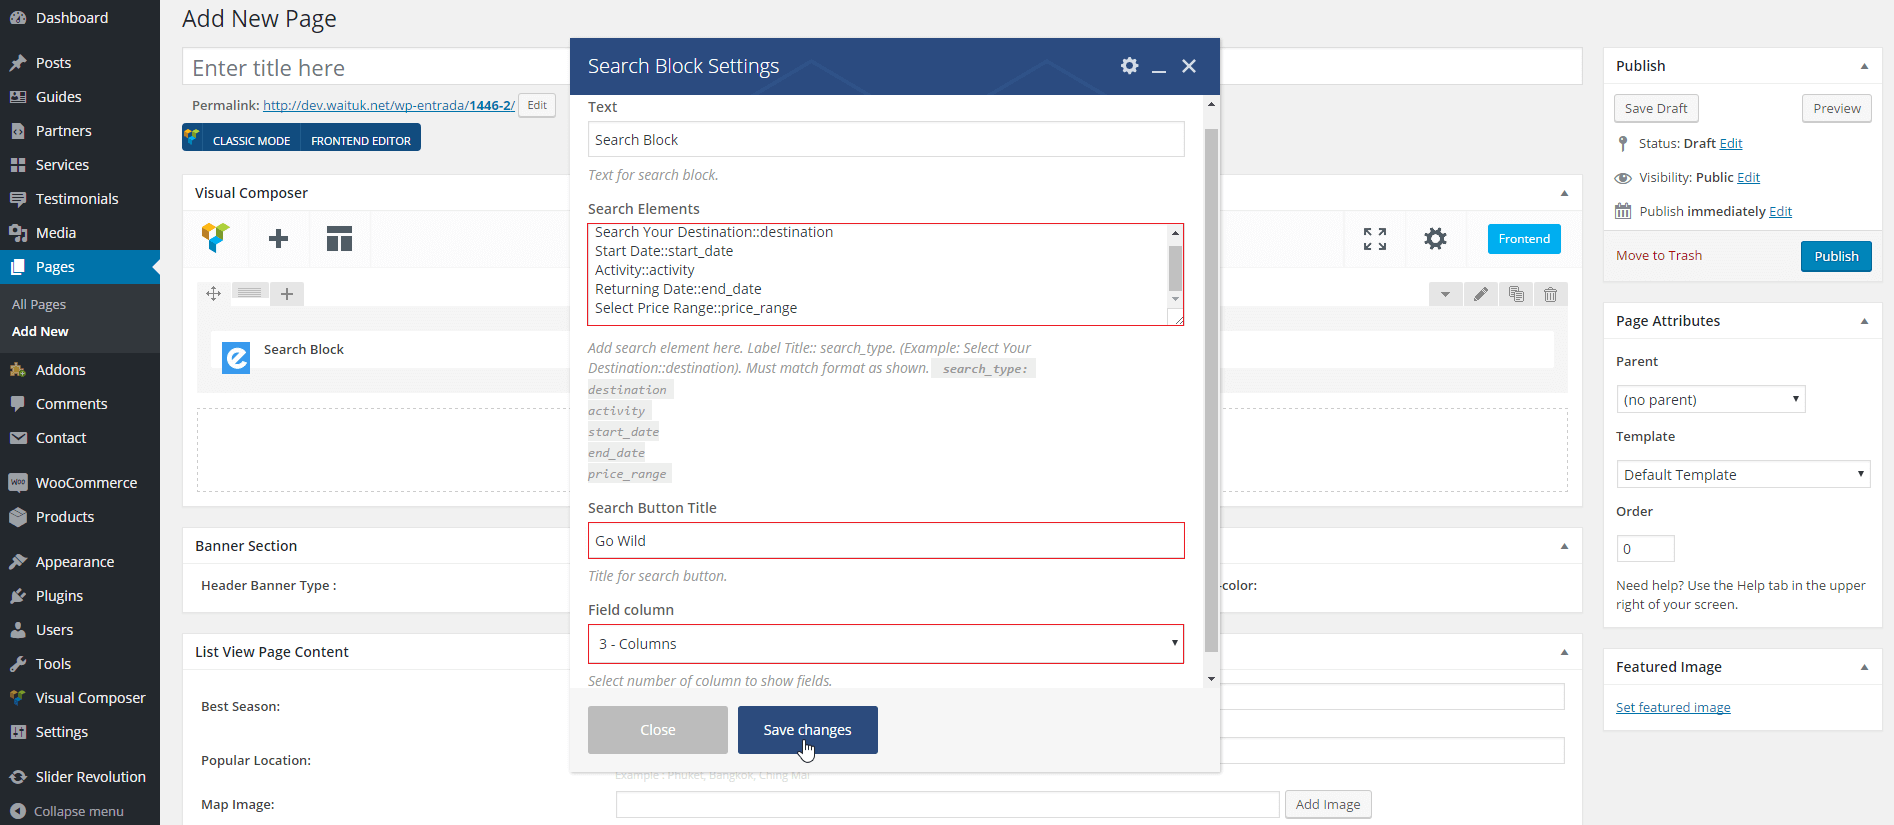 Dashboard
Posts
Guides
Partners
Services
Testimonials
Media
Pages
All Pages
Add New
Addons
Comments
Contact
WooCommerce
Products
Appearance
Plugins
Users
Tools
Visual Composer
Settings
Slider Revolution
Collapse menu
Add New Page
Enter title here
Permalink: http://dev.waituk.net/wp-entrada/1446-2/ Edit
CLASSIC MODE FRONTEND EDITOR
Visual Composer
Frontend
Search Block
Banner Section
Header Banner Type :
-color:
List View Page Content
Best Season:
Popular Location:
Example : Phuket, Bangkok, Ching Mai
Map Image:
Add Image
Search Block Settings
Text
Search Block
Text for search block.
Search Elements
Search Your Destination::destination
Start Date::start_date
Activity::activity
Returning Date::end_date
Select Price Range::price_range
Add search element here. Label Title:: search_type. (Example: Select Your
Destination::destination). Must match format as shown. search_type:
destination
activity
start_date
end_date
price_range
Search Button Title
Go Wild
Title for search button.
Field column
3 - Columns
Select number of column to show fields.
Close
Save changes
Publish
Save Draft
Preview
Status: Draft Edit
Visibility: Public Edit
Publish immediately Edit
Move to Trash
Publish
Page Attributes
Parent
(no parent)
Template
Default Template
Order
0
Need help? Use the Help tab in the upper
right of your screen.
Featured Image
Set featured image